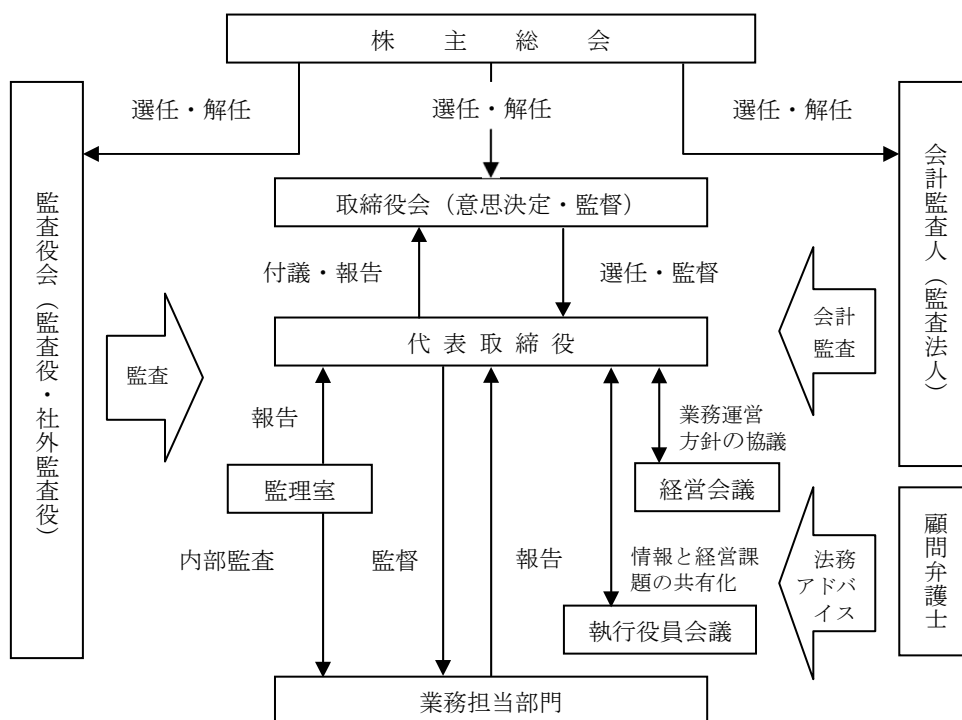 株主総会
選任・解任
選任・解任
選任・解任
監査役会(監査役・社外監査役)
会計監査人(監査法人)
取締役会(意思決定・監督)
付議・報告
選任・監督
代表取締役
監査
会計
監査
報告
業務運営
方針の協議
監理室
経営会議
内部監査
監督
報告
情報と経営課
題の共有化
法務
アドバ
イス
顧問弁護士
執行役員会議
業務担当部門